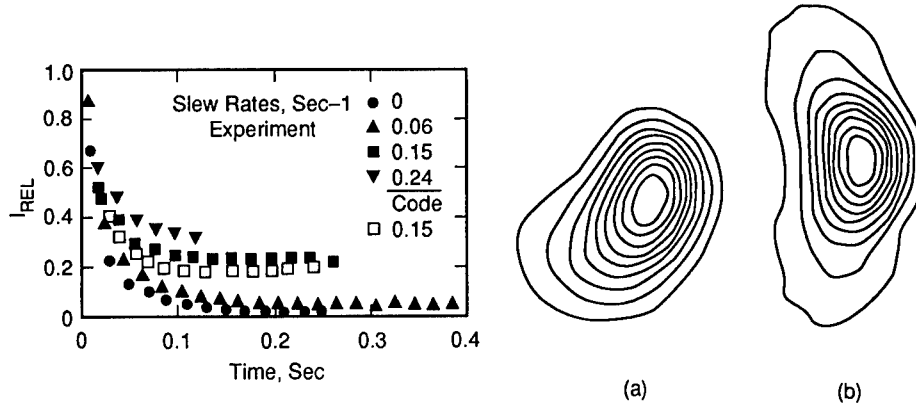 1.0
0.8
0.6
0.4
0.2
0
I_REL
Slew Rates, Sec–1
Experiment
● 0
▲ 0.06
■ 0.15
▼ 0.24
Code
□ 0.15
0 0.1 0.2 0.3 0.4
Time, Sec
(a)
(b)